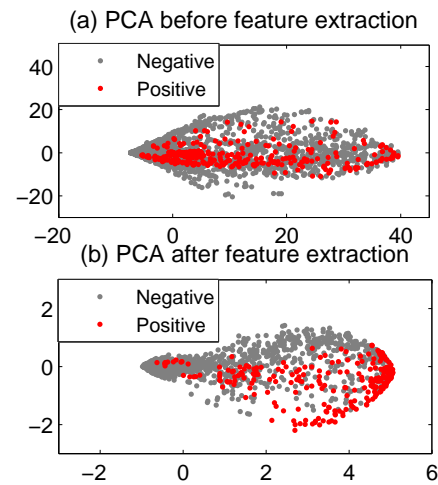 (a) PCA before feature extraction
Negative
Positive
40
20
0
−20
−20
0
20
40
(b) PCA after feature extraction
Negative
Positive
2
0
−2
−2
0
2
4
6